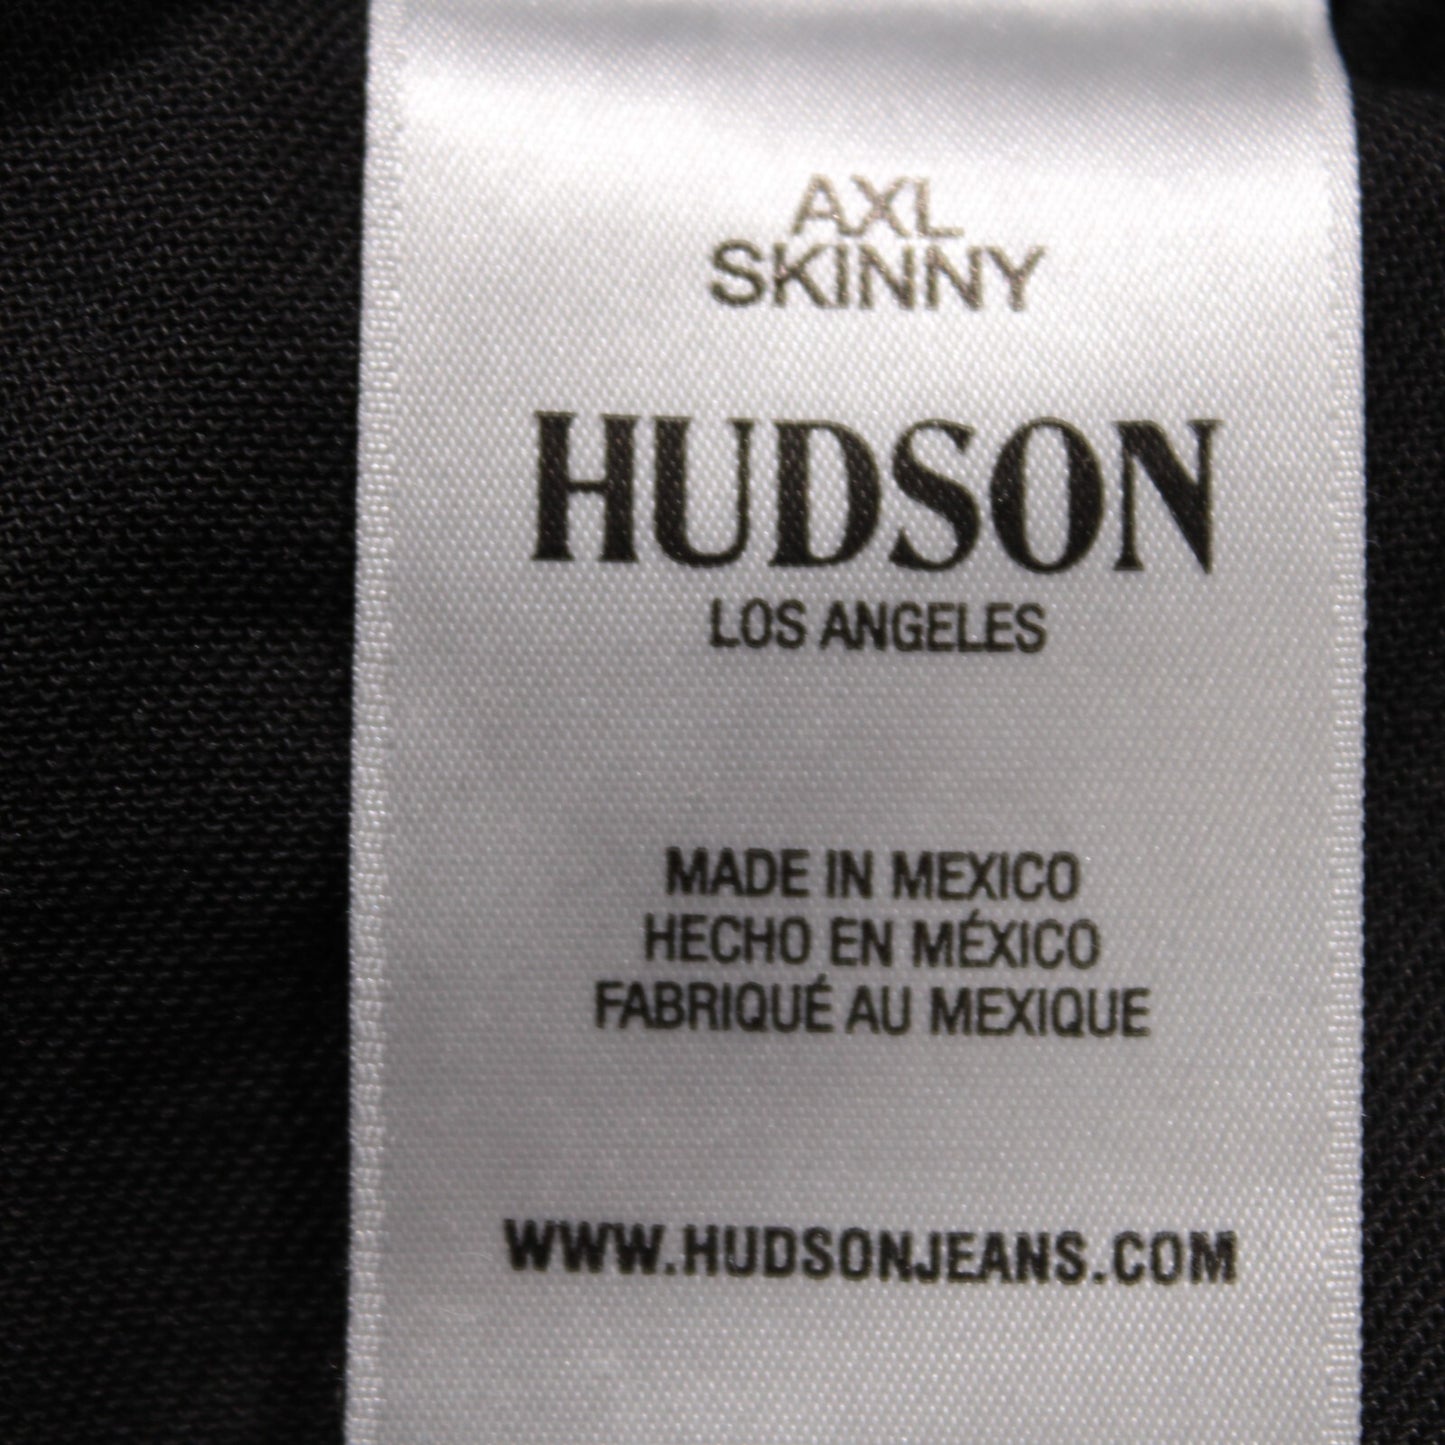 AXL
SKINNY
HUDSON
LOS ANGELES
MADE IN MEXICO
HECHO EN MÉXICO
FABRIQUÉ AU MEXIQUE
WWW.HUDSONJEANS.COM